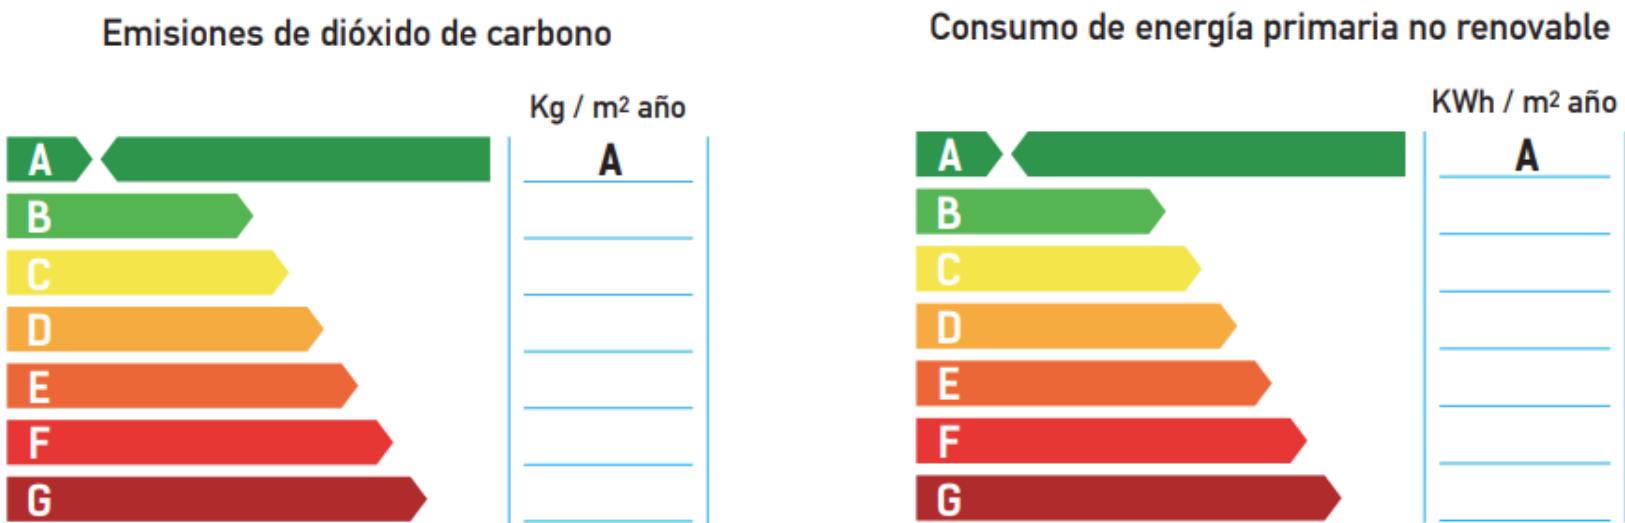 Emisiones de dióxido de carbono
Kg / m² año
A A
B
C
D
E
F
G
Consumo de energía primaria no renovable
KWh / m² año
A A
B
C
D
E
F
G